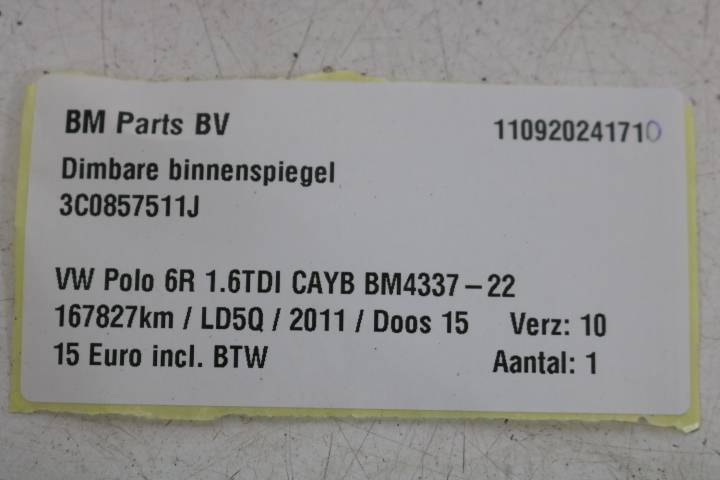 BM Parts BV 110920241710
Dimbare binnenspiegel
3C0857511J
VW Polo 6R 1.6TDI CAYB BM4337-22
167827km / LD5Q / 2011 / Doos 15 Verz: 10
15 Euro incl. BTW Aantal: 1